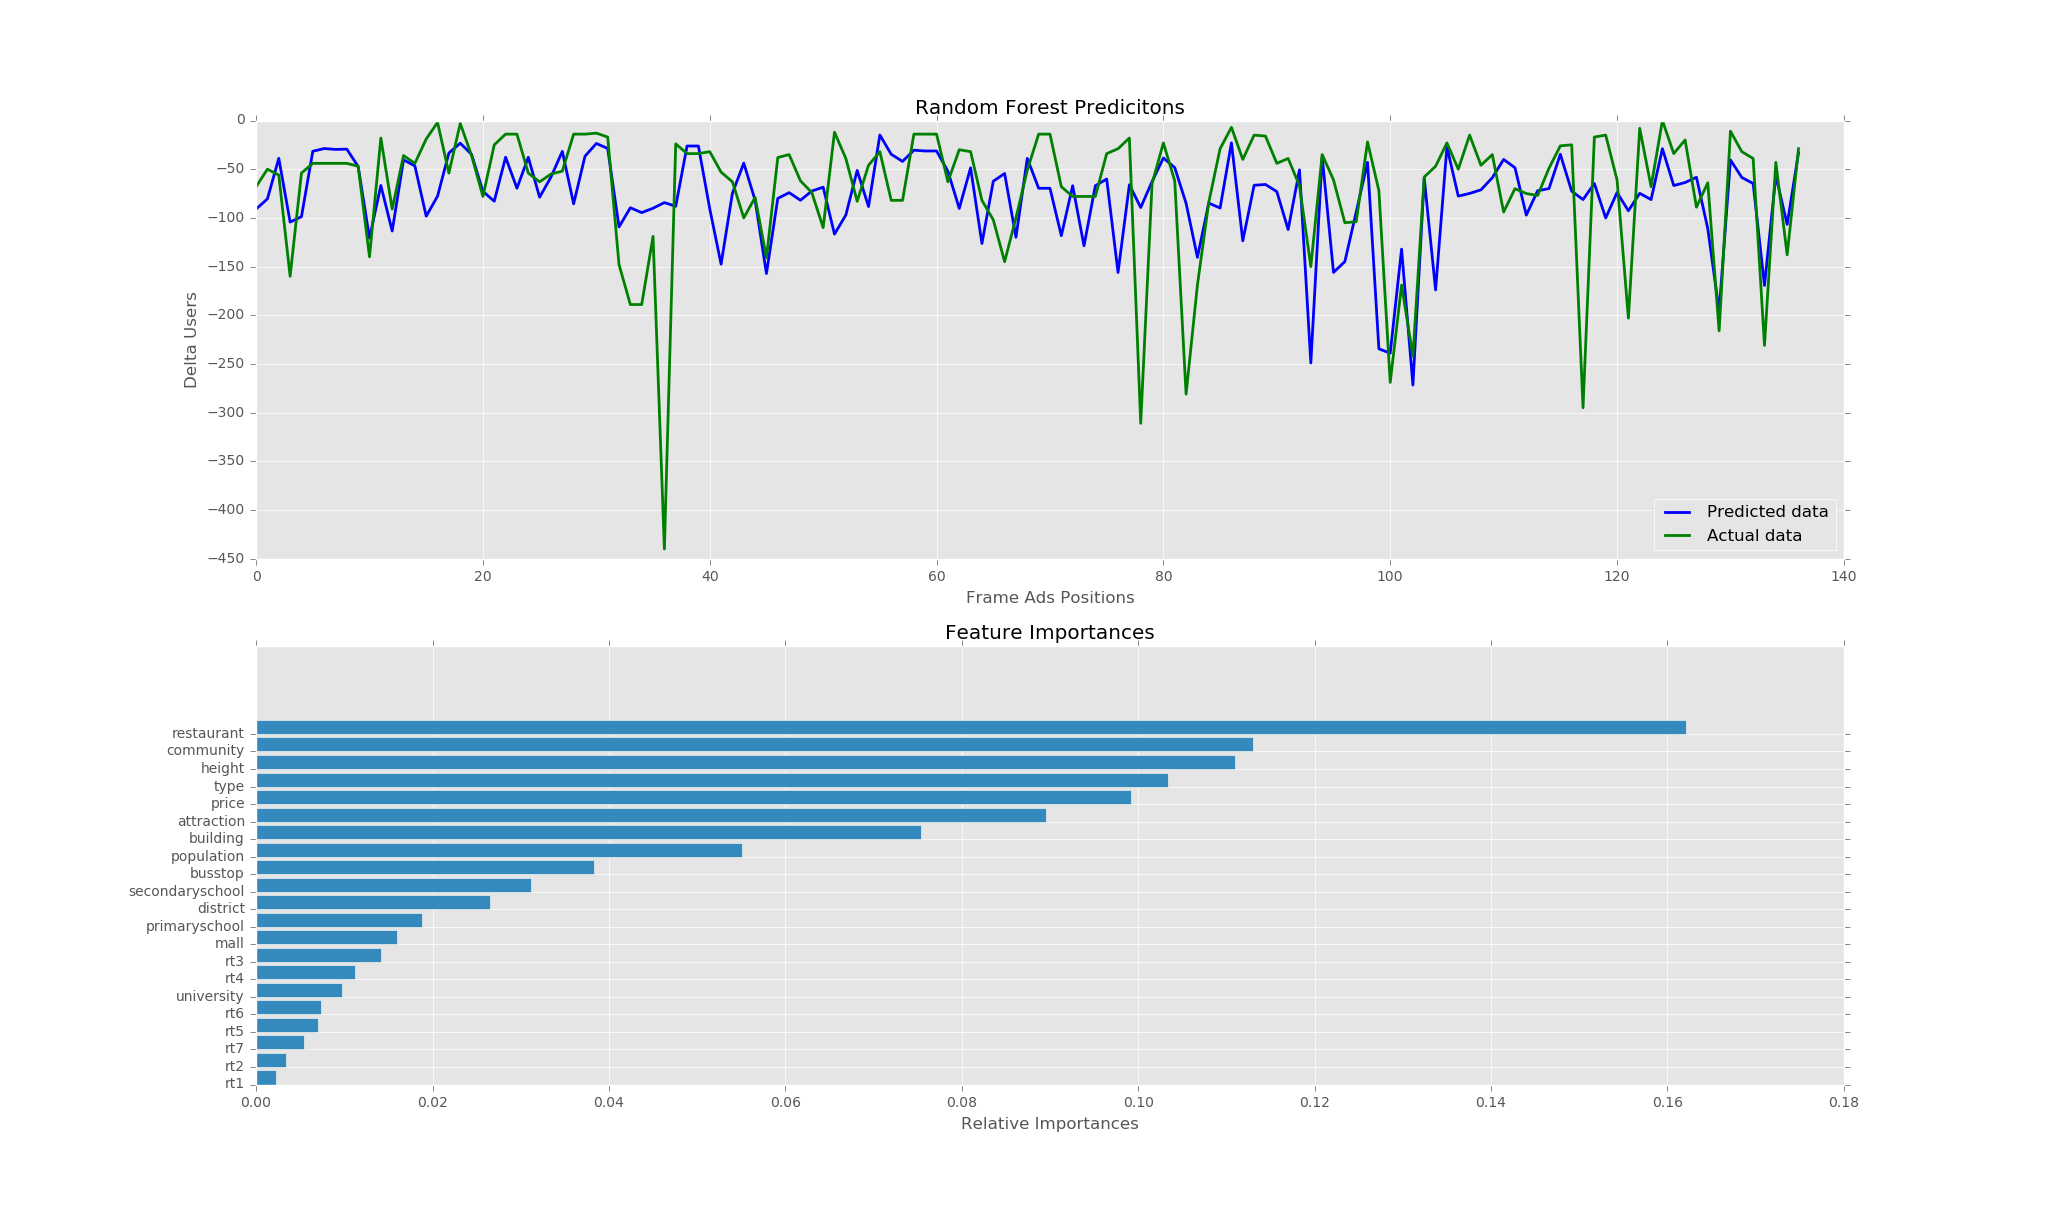 Random Forest Predicitons
0
−50
−100
−150
−200
−250
−300
−350
−400
−450
Delta Users
Predicted data
Actual data
0 20 40 60 80 100 120 140
Frame Ads Positions
Feature Importances
restaurant
community
height
type
price
attraction
building
population
busstop
secondaryschool
district
primaryschool
mall
rt3
rt4
university
rt6
rt5
rt7
rt2
rt1
0.00 0.02 0.04 0.06 0.08 0.10 0.12 0.14 0.16 0.18
Relative Importances